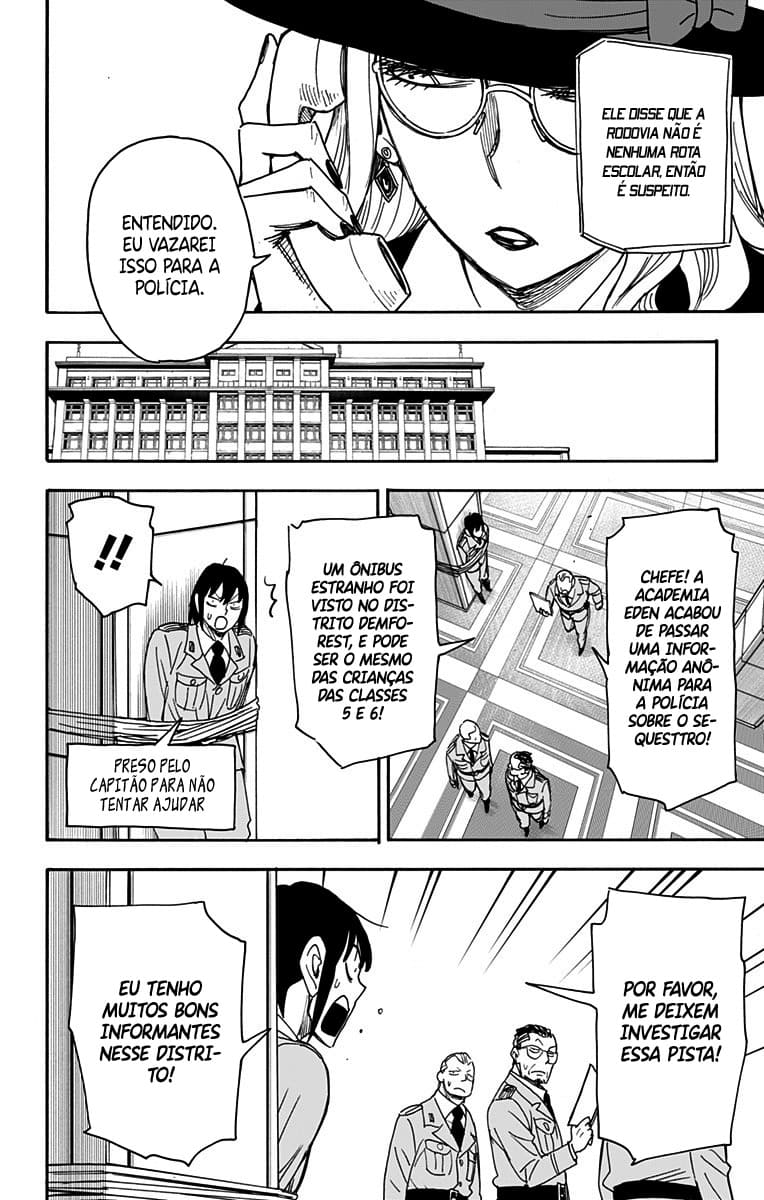 ELE DISSE QUE A
RODOVIA NÃO É
NENHUMA ROTA
ESCOLAR, ENTÃO
É SUSPEITO.
ENTENDIDO.
EU VAZAREI
ISSO PARA A
POLÍCIA.
CHEFE! A
ACADEMIA
EDEN ACABOU
DE PASSAR
UMA INFOR-
MAÇÃO ANÔ-
NIMA PARA
A POLÍCIA
SOBRE O SE-
QUESTTRO!
UM ÔNIBUS
ESTRANHO FOI
VISTO NO DIS-
TRITO DEMFO-
REST, E PODE
SER O MESMO
DAS CRIANÇAS
DAS CLASSES
5 E 6!
!!
PRESO PELO
CAPITÃO PARA NÃO
TENTAR AJUDAR
POR FAVOR,
ME DEIXEM
INVESTIGAR
ESSA PISTA!
EU TENHO
MUITOS BONS
INFORMANTES
NESSE DISTRI-
TO!